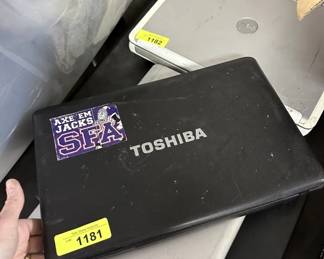 1182
AXE 'EM
JACKS
SFA
TOSHIBA
1181